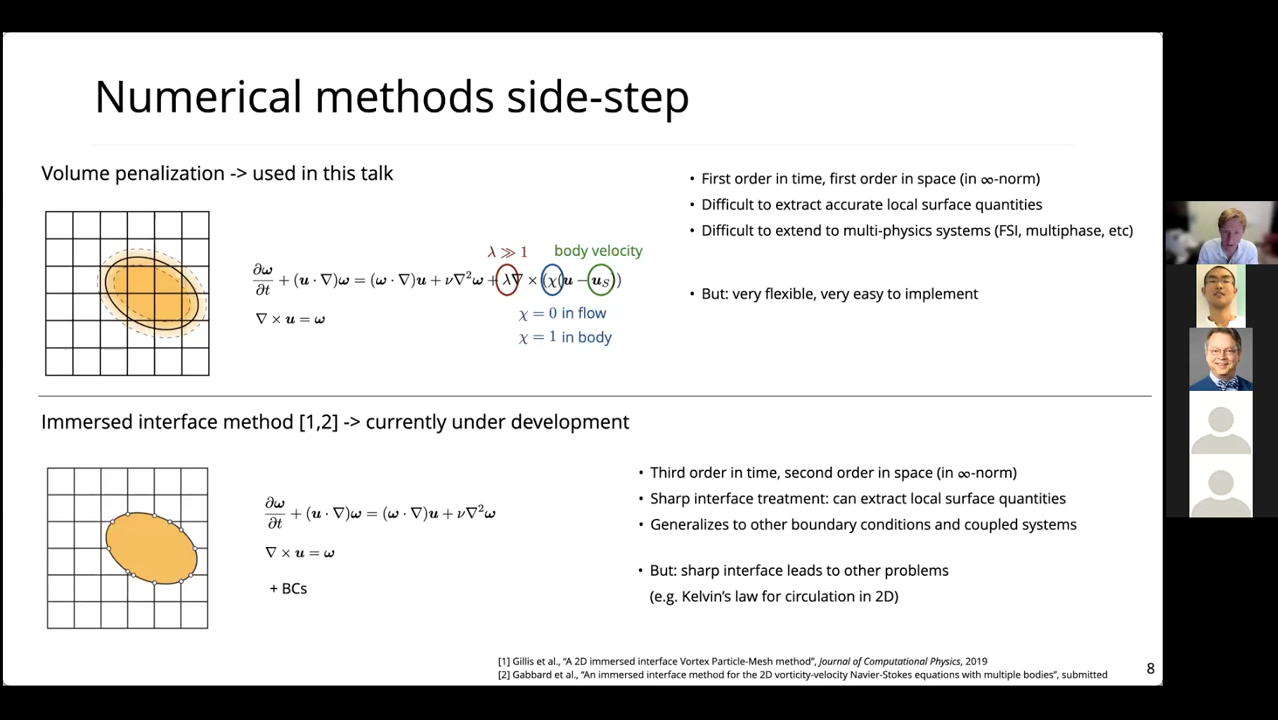 Numerical methods side-step
Volume penalization -> used in this talk
λ ≫ 1
body velocity
∂ω/∂t + (u · ∇)ω = (ω · ∇)u + ν∇²ω + λ∇ × (χ(u − u_S))
∇ × u = ω
χ = 0 in flow
χ = 1 in body
• First order in time, first order in space (in ∞-norm)
• Difficult to extract accurate local surface quantities
• Difficult to extend to multi-physics systems (FSI, multiphase, etc)
• But: very flexible, very easy to implement
Immersed interface method [1,2] -> currently under development
∂ω/∂t + (u · ∇)ω = (ω · ∇)u + ν∇²ω
∇ × u = ω
+ BCs
• Third order in time, second order in space (in ∞-norm)
• Sharp interface treatment: can extract local surface quantities
• Generalizes to other boundary conditions and coupled systems
• But: sharp interface leads to other problems
(e.g. Kelvin’s law for circulation in 2D)
[1] Gillis et al., “A 2D immersed interface Vortex Particle-Mesh method”, Journal of Computational Physics, 2019
[2] Gabbard et al., “An immersed interface method for the 2D vorticity-velocity Navier-Stokes equations with multiple bodies”, submitted
8